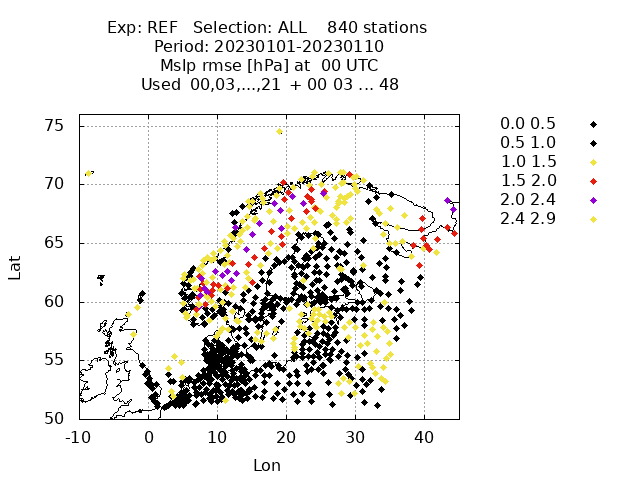 Exp: REF Selection: ALL 840 stations
Period: 20230101-20230110
Mslp rmse [hPa] at 00 UTC
Used 00,03,...,21 + 00 03 ... 48
75
70
65
60
55
50
-10 0 10 20 30 40
Lat
Lon
0.0 0.5
0.5 1.0
1.0 1.5
1.5 2.0
2.0 2.4
2.4 2.9